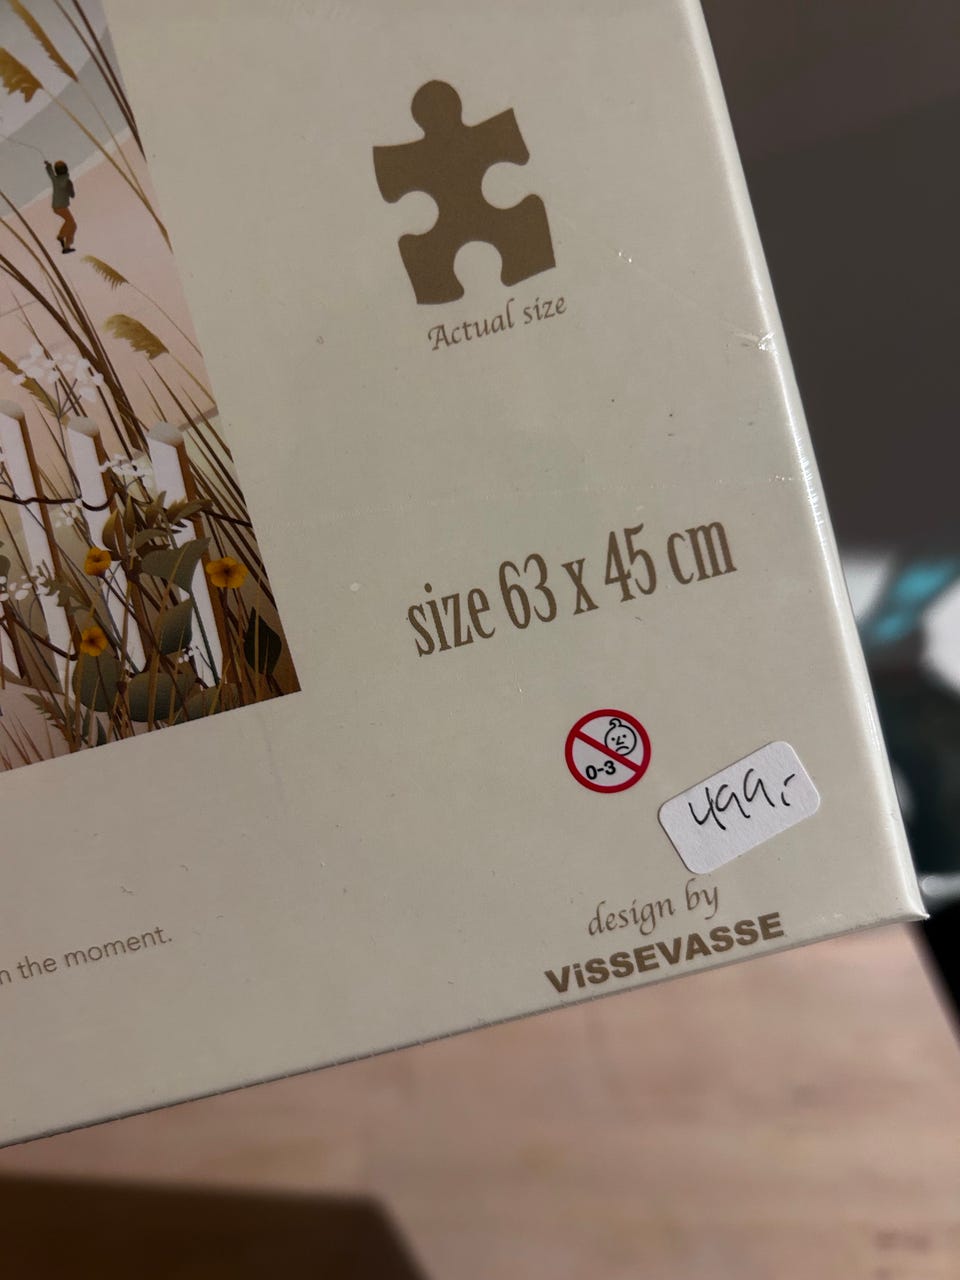 Actual size
size 63 x 45 cm
0-3
499,-
design by
ViSSEVASSE
the moment.